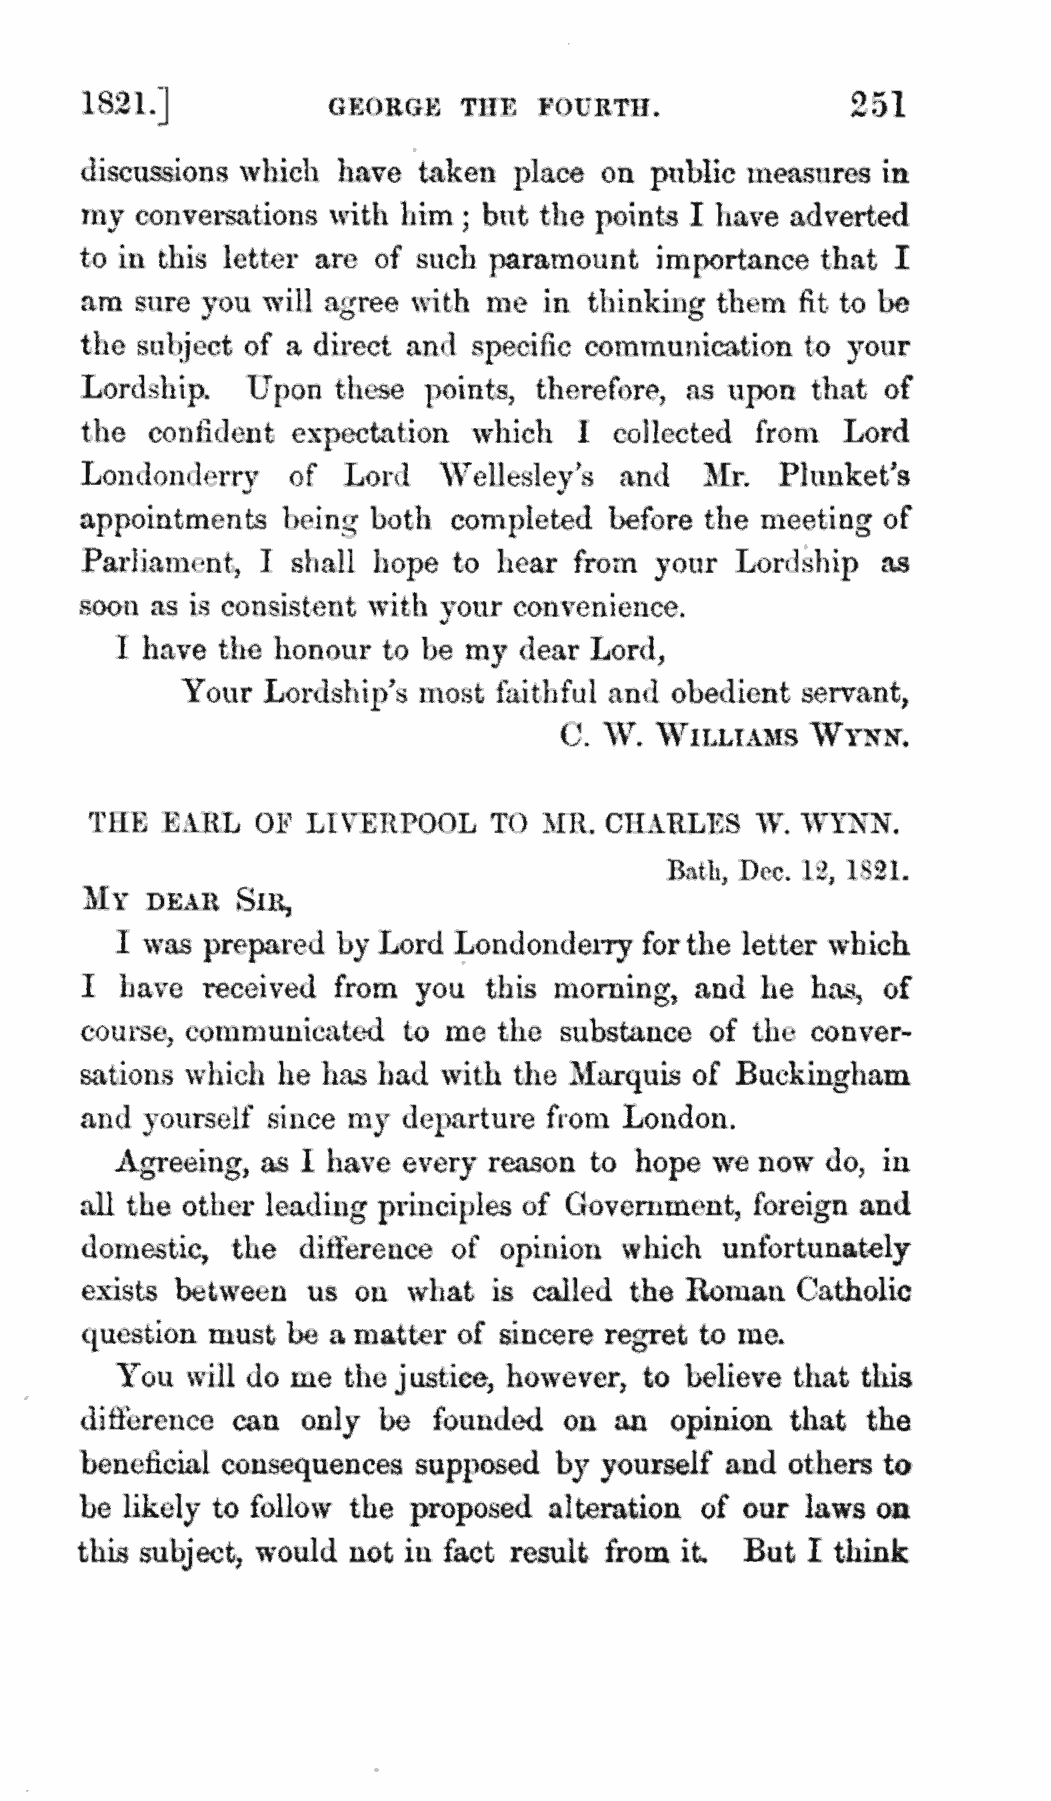 1821.] GEORGE THE FOURTH. 251
discussions which have taken place on public measures in
my conversations with him ; but the points I have adverted
to in this letter are of such paramount importance that I
am sure you will agree with me in thinking them fit to be
the subject of a direct and specific communication to your
Lordship. Upon these points, therefore, as upon that of
the confident expectation which I collected from Lord
Londonderry of Lord Wellesley's and Mr. Plunket's
appointments being both completed before the meeting of
Parliament, I shall hope to hear from your Lordship as
soon as is consistent with your convenience.
I have the honour to be my dear Lord,
Your Lordship's most faithful and obedient servant,
C. W. WILLIAMS WYNN.
THE EARL OF LIVERPOOL TO MR. CHARLES W. WYNN.
Bath, Dec. 12, 1821.
MY DEAR SIR,
I was prepared by Lord Londonderry for the letter which
I have received from you this morning, and he has, of
course, communicated to me the substance of the conver-
sations which he has had with the Marquis of Buckingham
and yourself since my departure from London.
Agreeing, as I have every reason to hope we now do, in
all the other leading principles of Government, foreign and
domestic, the difference of opinion which unfortunately
exists between us on what is called the Roman Catholic
question must be a matter of sincere regret to me.
You will do me the justice, however, to believe that this
difference can only be founded on an opinion that the
beneficial consequences supposed by yourself and others to
be likely to follow the proposed alteration of our laws on
this subject, would not in fact result from it. But I think